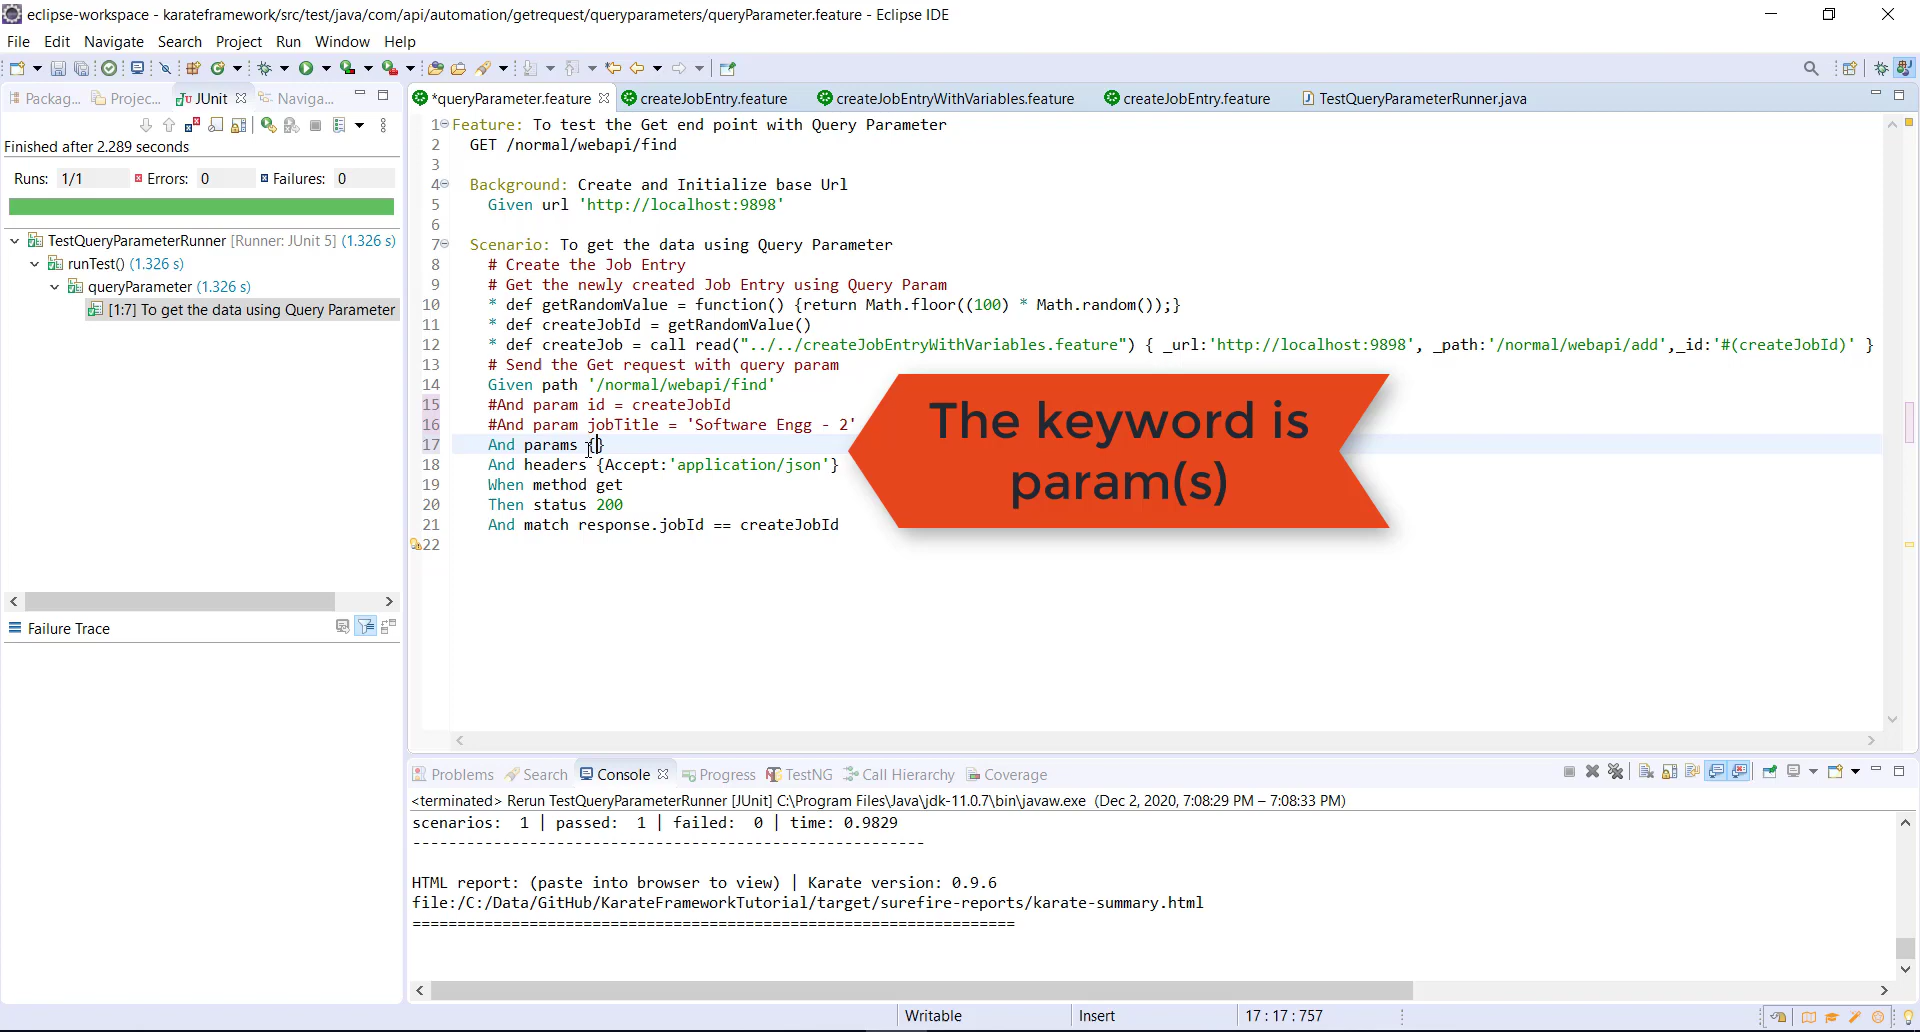 eclipse-workspace - karateframework/src/test/java/com/api/automation/getrequest/queryparameters/queryParameter.feature - Eclipse IDE
File Edit Navigate Search Project Run Window Help
Packag... Projec... JUnit Naviga...
*queryParameter.feature createJobEntry.feature createJobEntryWithVariables.feature createJobEntry.feature TestQueryParameterRunner.java
Finished after 2.289 seconds
Runs: 1/1 Errors: 0 Failures: 0
TestQueryParameterRunner [Runner: JUnit 5] (1.326 s)
runTest() (1.326 s)
queryParameter (1.326 s)
[1:7] To get the data using Query Parameter
Failure Trace
1 Feature: To test the Get end point with Query Parameter
2 GET /normal/webapi/find
3
4 Background: Create and Initialize base Url
5 Given url 'http://localhost:9898'
6
7 Scenario: To get the data using Query Parameter
8 # Create the Job Entry
9 # Get the newly created Job Entry using Query Param
10 * def getRandomValue = function() {return Math.floor((100) * Math.random());}
11 * def createJobId = getRandomValue()
12 * def createJob = call read("../../createJobEntryWithVariables.feature") { _url:'http://localhost:9898', _path:'/normal/webapi/add',_id:'#(createJobId)' }
13 # Send the Get request with query param
14 Given path '/normal/webapi/find'
15 #And param id = createJobId
16 #And param jobTitle = 'Software Engg - 2'
17 And params {}
18 And headers {Accept:'application/json'}
19 When method get
20 Then status 200
21 And match response.jobId == createJobId
22
The keyword is
param(s)
Problems Search Console Progress TestNG Call Hierarchy Coverage
<terminated> Rerun TestQueryParameterRunner [JUnit] C:\Program Files\Java\jdk-11.0.7\bin\javaw.exe (Dec 2, 2020, 7:08:29 PM – 7:08:33 PM)
scenarios: 1 | passed: 1 | failed: 0 | time: 0.9829
---------------------------------------------------------
HTML report: (paste into browser to view) | Karate version: 0.9.6
file:/C:/Data/GitHub/KarateFrameworkTutorial/target/surefire-reports/karate-summary.html
===================================================================
Writable Insert 17 : 17 : 757